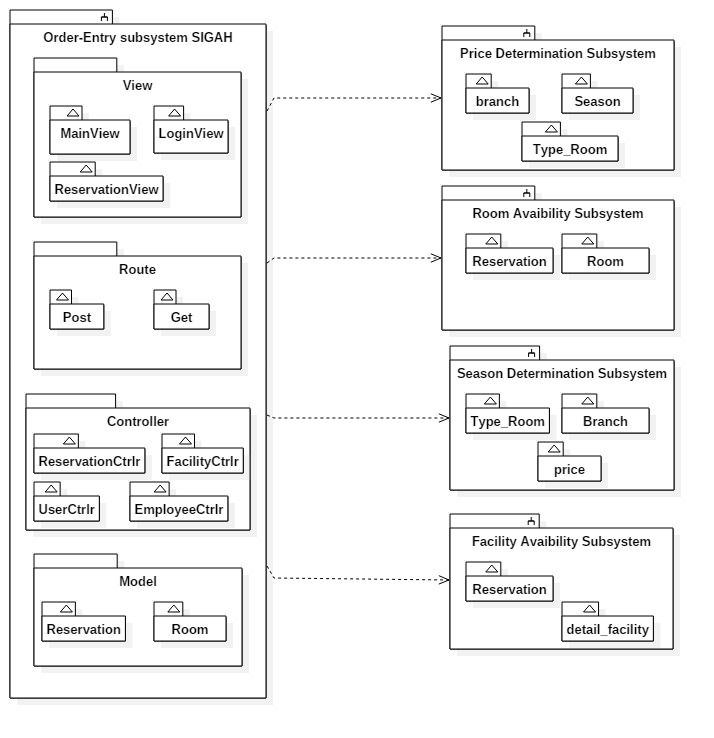 Order-Entry subsystem SIGAH
View
MainView
LoginView
ReservationView
Route
Post
Get
Controller
ReservationCtrlr
FacilityCtrlr
UserCtrlr
EmployeeCtrlr
Model
Reservation
Room
Price Determination Subsystem
branch
Season
Type_Room
Room Avaibility Subsystem
Reservation
Room
Season Determination Subsystem
Type_Room
Branch
price
Facility Avaibility Subsystem
Reservation
detail_facility